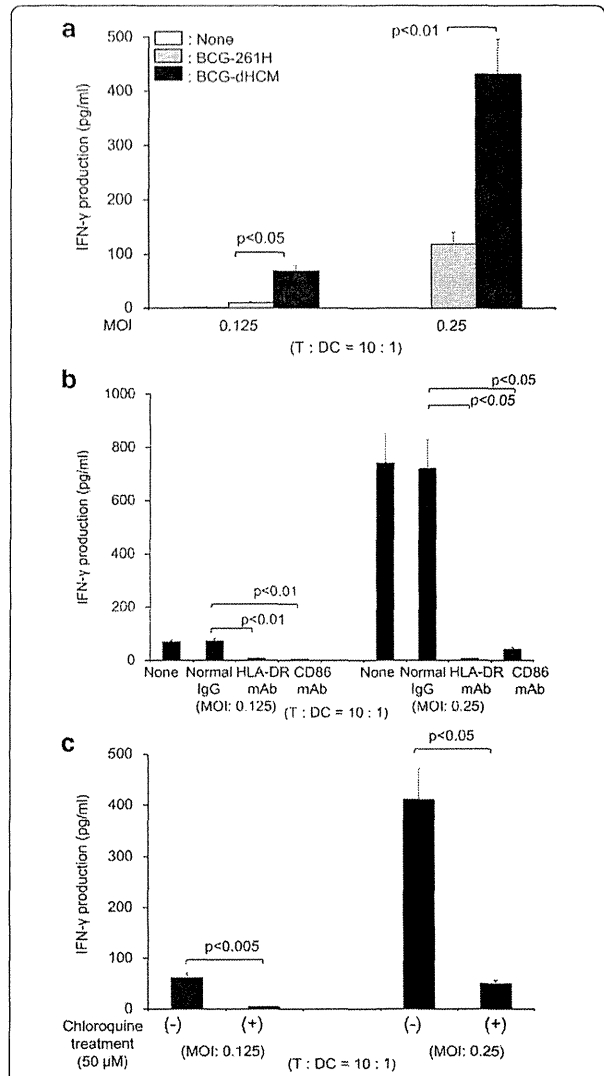 a
500
400
300
200
100
0
IFN-γ production (pg/ml)
: None
: BCG-261H
: BCG-dHCM
p<0.05
p<0.01
MOI
0.125
0.25
(T : DC = 10 : 1)
b
1000
800
600
400
200
0
IFN-γ production (pg/ml)
p<0.01
p<0.01
p<0.05
p<0.05
None Normal HLA-DR CD86
IgG mAb mAb
None Normal HLA-DR CD86
IgG mAb mAb
(MOI: 0.125)
(T : DC = 10 : 1)
(MOI: 0.25)
c
500
400
300
200
100
0
IFN-γ production (pg/ml)
p<0.005
p<0.05
Chloroquine
treatment
(50 μM)
(-) (+) (-) (+)
(MOI: 0.125)
(T : DC = 10 : 1)
(MOI: 0.25)